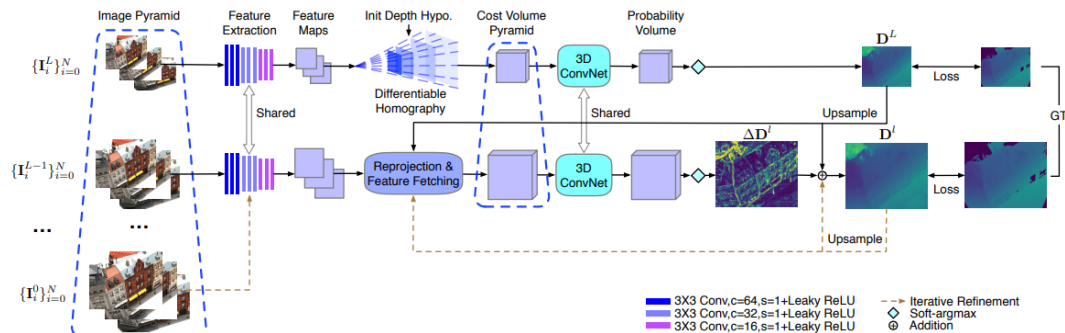 Image Pyramid
Feature
Extraction
Feature
Maps
Init Depth Hypo.
Cost Volume
Pyramid
Probability
Volume
{I_i^L}_{i=0}^N
Differentiable
Homography
3D
ConvNet
D^L
Loss
GT
Shared
Shared
Upsample
{I_i^{L-1}}_{i=0}^N
Reprojection &
Feature Fetching
3D
ConvNet
ΔD^l
D^l
Loss
...
...
Upsample
{I_i^0}_{i=0}^N
3X3 Conv,c=64,s=1+Leaky ReLU
3X3 Conv,c=32,s=1+Leaky ReLU
3X3 Conv,c=16,s=1+Leaky ReLU
Iterative Refinement
Soft-argmax
Addition